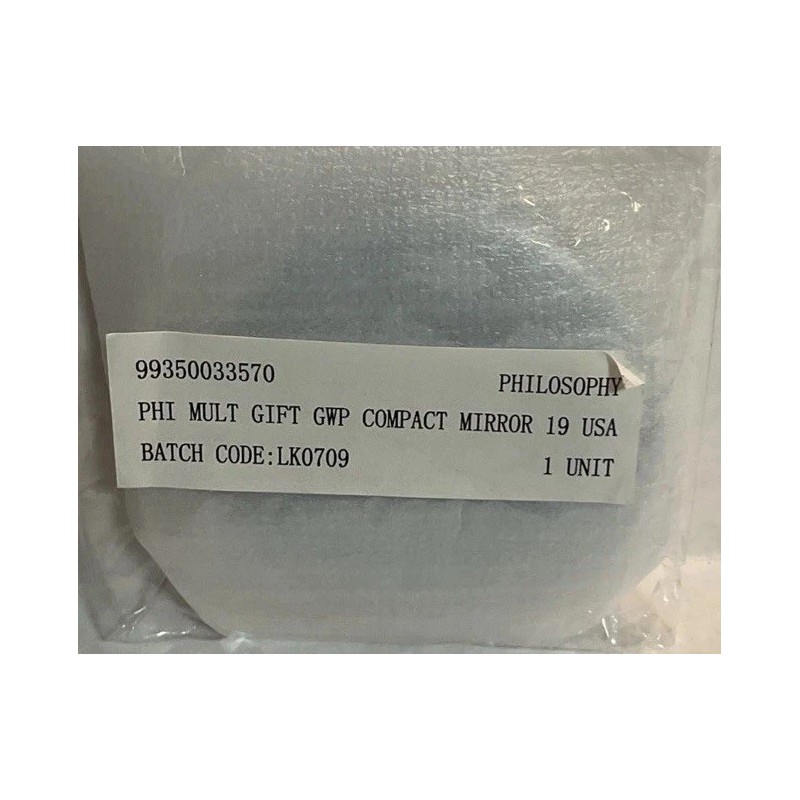 99350033570 PHILOSOPHY
PHI MULT GIFT GWP COMPACT MIRROR 19 USA
BATCH CODE:LK0709 1 UNIT